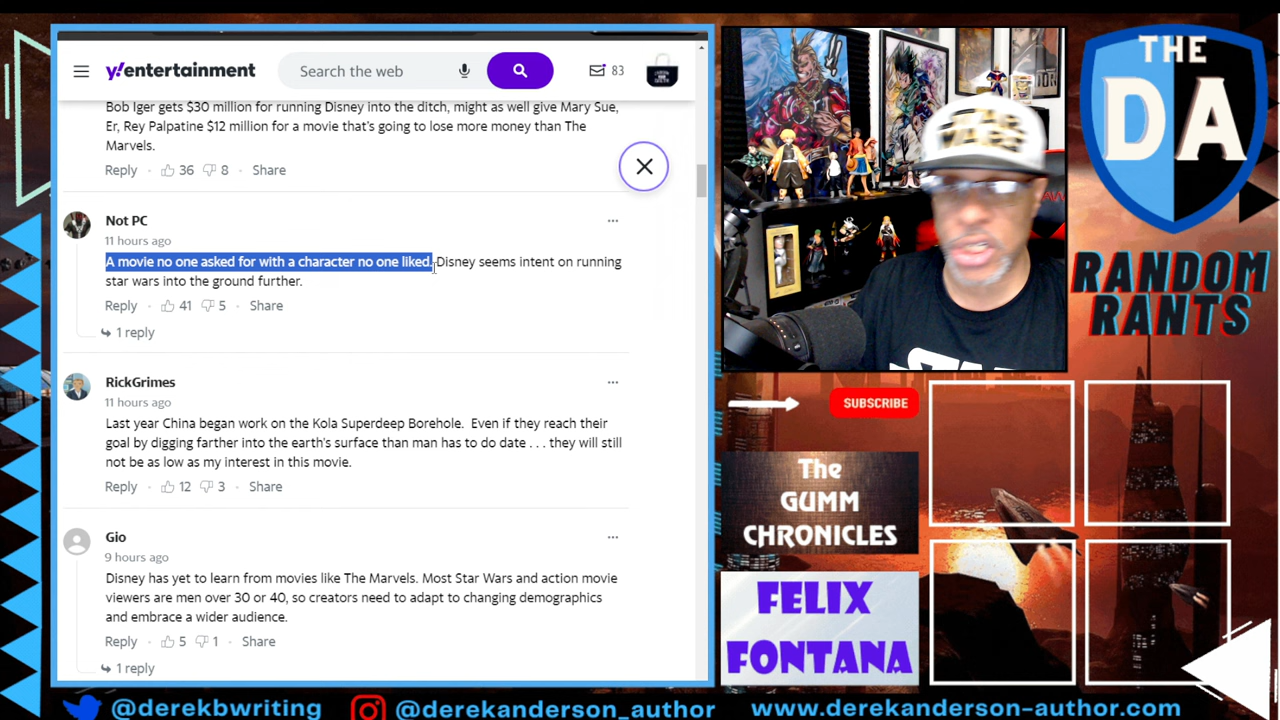 y!entertainment
Search the web
83
Bob Iger gets $30 million for running Disney into the ditch, might as well give Mary Sue,
Er, Rey Palpatine $12 million for a movie that's going to lose more money than The
Marvels.
Reply · 36 8 · Share
Not PC
11 hours ago
A movie no one asked for with a character no one liked. Disney seems intent on running
star wars into the ground further.
Reply · 41 5 · Share
1 reply
RickGrimes
11 hours ago
Last year China began work on the Kola Superdeep Borehole. Even if they reach their
goal by digging farther into the earth's surface than man has to do date . . . they will still
not be as low as my interest in this movie.
Reply · 12 3 · Share
Gio
9 hours ago
Disney has yet to learn from movies like The Marvels. Most Star Wars and action movie
viewers are men over 30 or 40, so creators need to adapt to changing demographics
and embrace a wider audience.
Reply · 5 1 · Share
1 reply
THE
DA
RANDOM
RANTS
SUBSCRIBE
The
GUMM
CHRONICLES
FELIX
FONTANA
@derekbwriting
@derekanderson_author
www.derekanderson-author.com